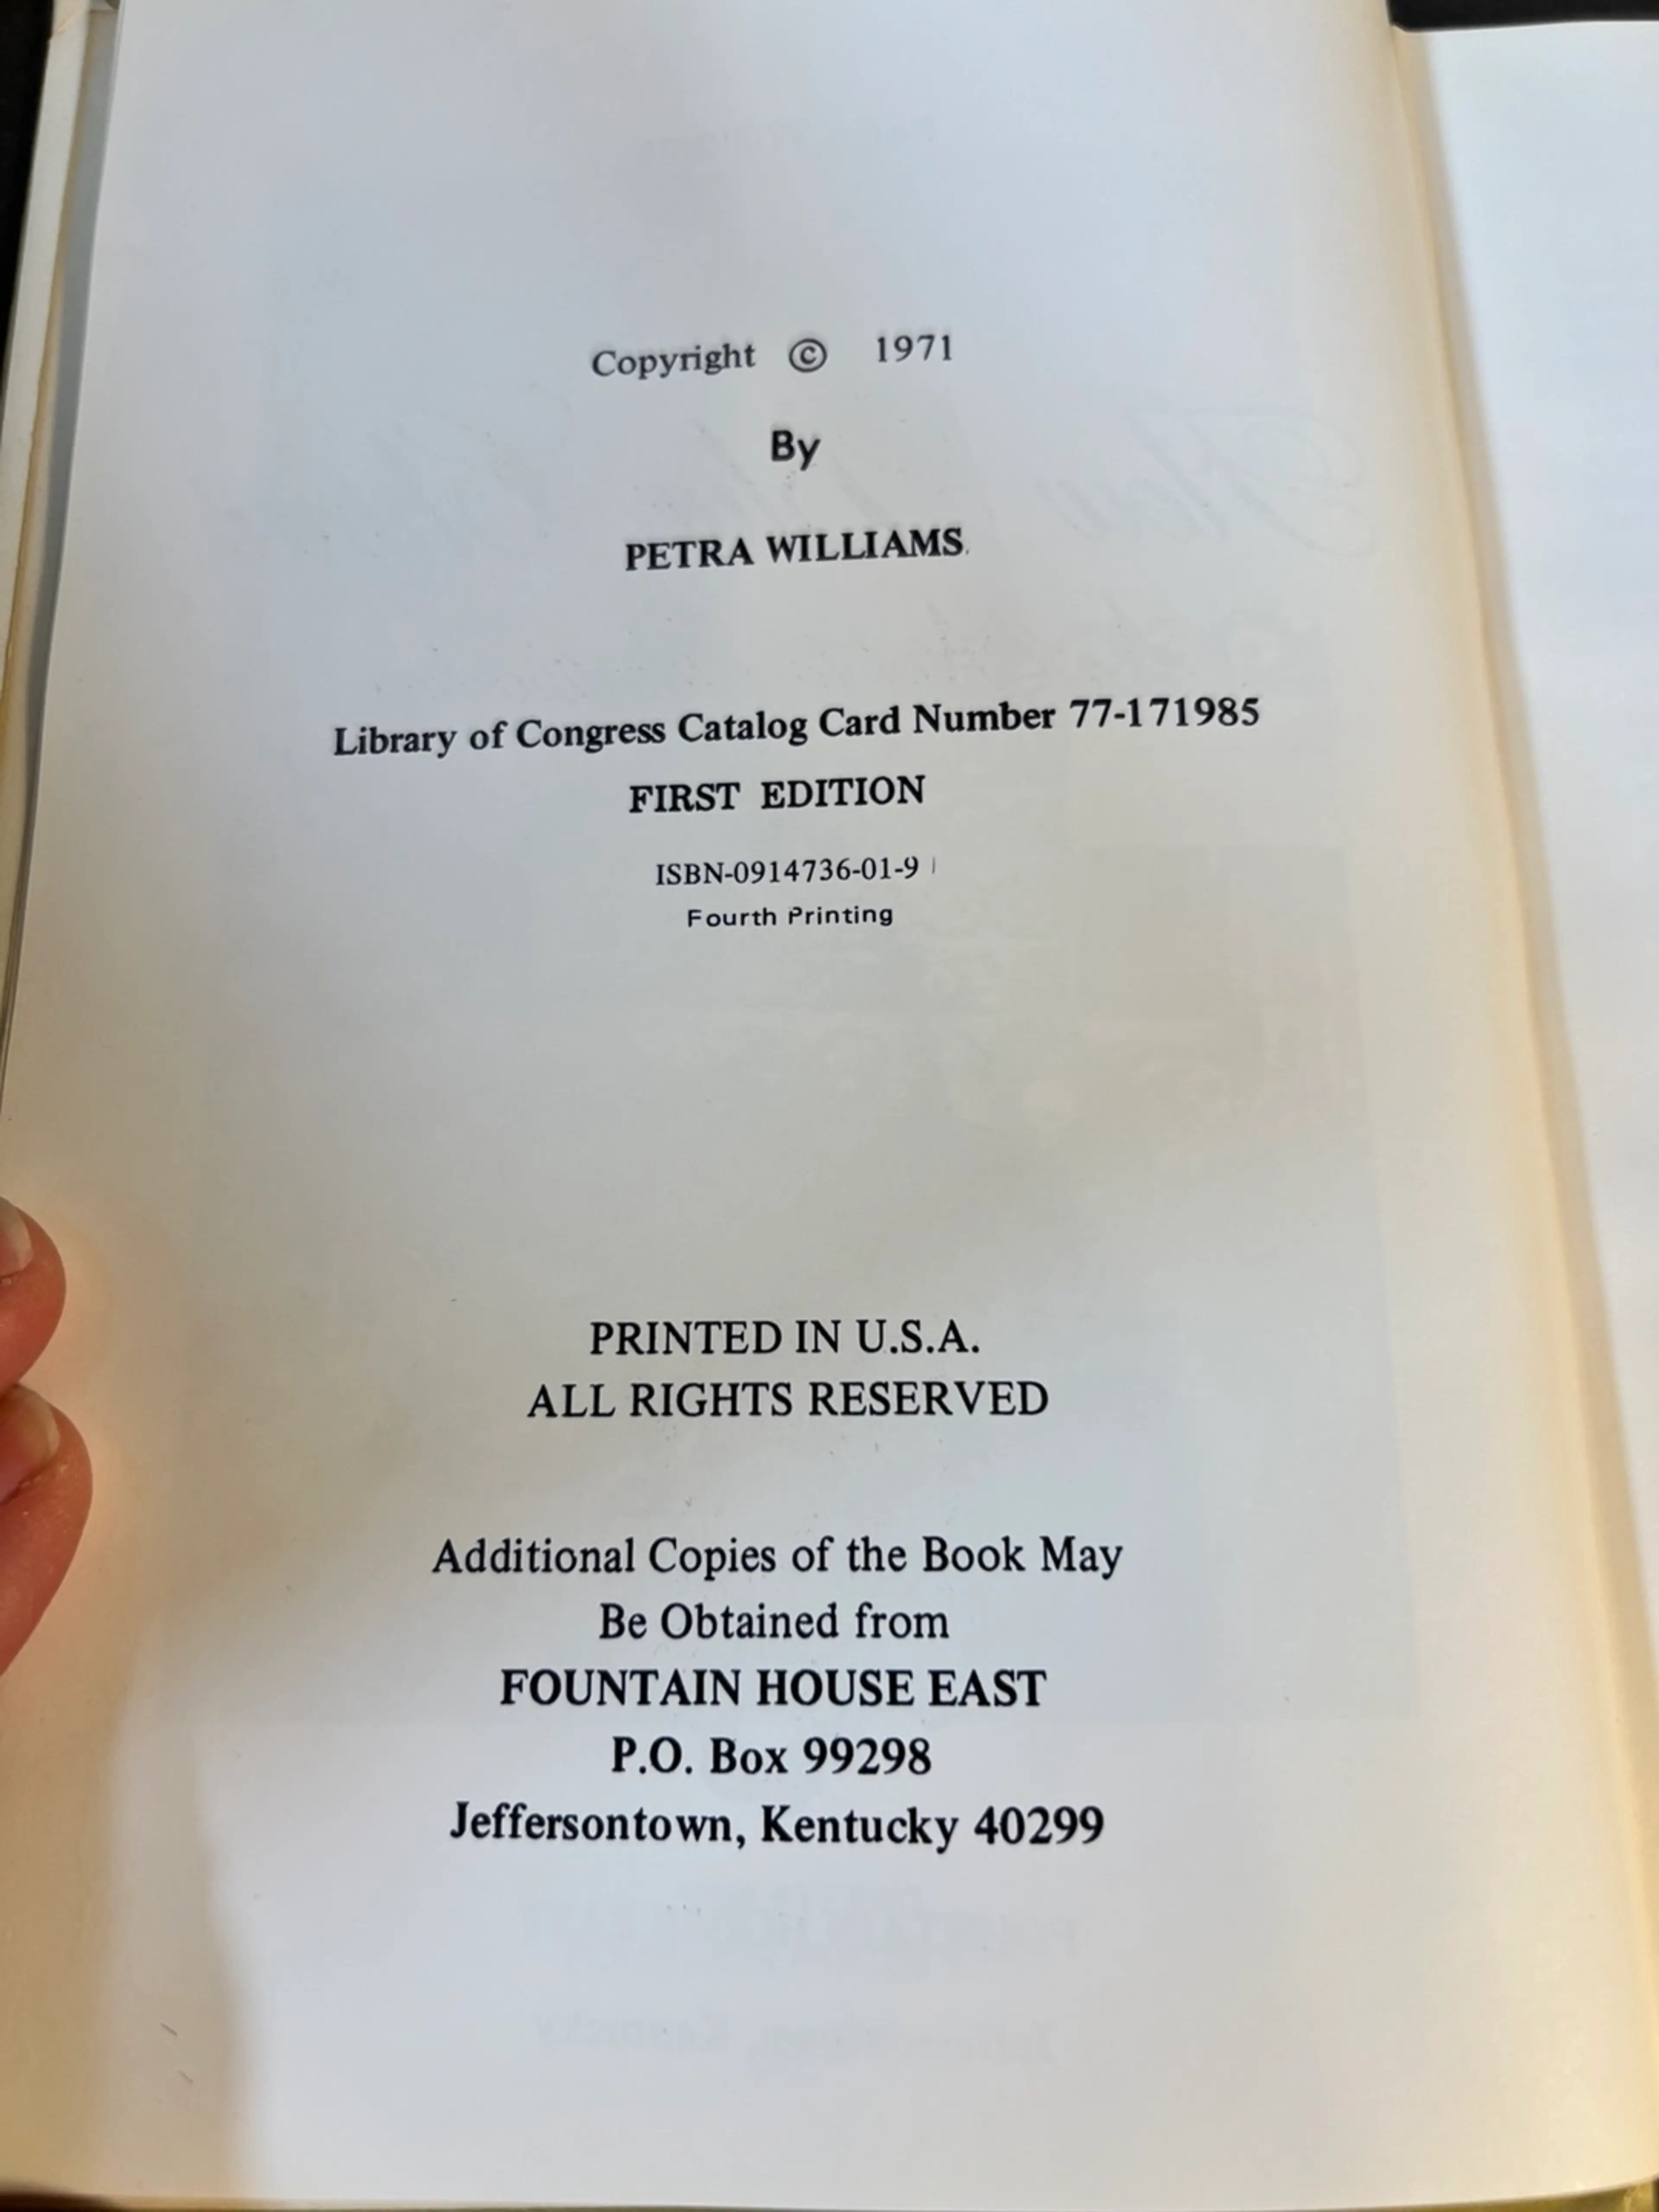 Copyright © 1971
By
PETRA WILLIAMS
Library of Congress Catalog Card Number 77-171985
FIRST EDITION
ISBN-0914736-01-9
Fourth Printing
PRINTED IN U.S.A.
ALL RIGHTS RESERVED
Additional Copies of the Book May
Be Obtained from
FOUNTAIN HOUSE EAST
P.O. Box 99298
Jeffersontown, Kentucky 40299